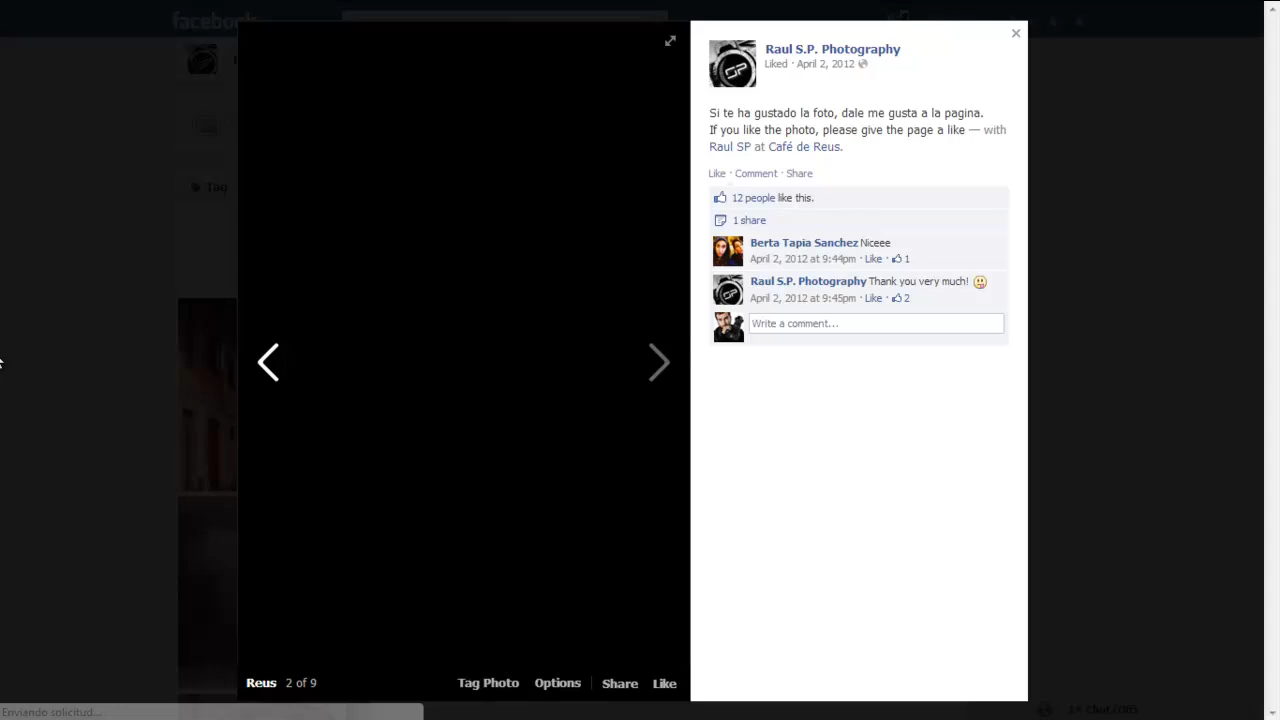 facebook
Raul S.P. Photography
Liked · April 2, 2012
Si te ha gustado la foto, dale me gusta a la pagina.
If you like the photo, please give the page a like — with
Raul SP at Café de Reus.
Like · Comment · Share
12 people like this.
1 share
Berta Tapia Sanchez Niceee
April 2, 2012 at 9:44pm · Like · 1
Raul S.P. Photography Thank you very much!
April 2, 2012 at 9:45pm · Like · 2
Write a comment...
Tag
Reus 2 of 9 Tag Photo Options Share Like
Enviando solicitud...
Chat